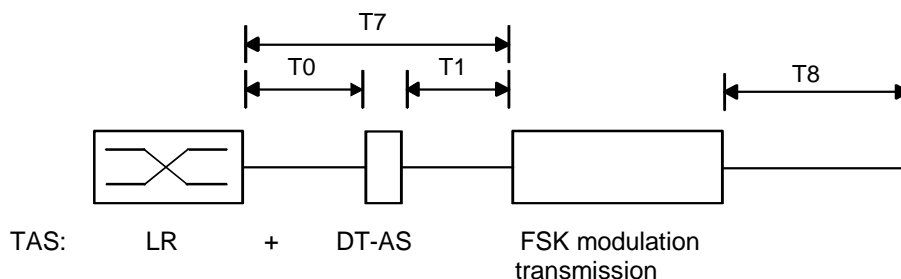 T7
T0 T1 T8
TAS: LR + DT-AS FSK modulation
transmission